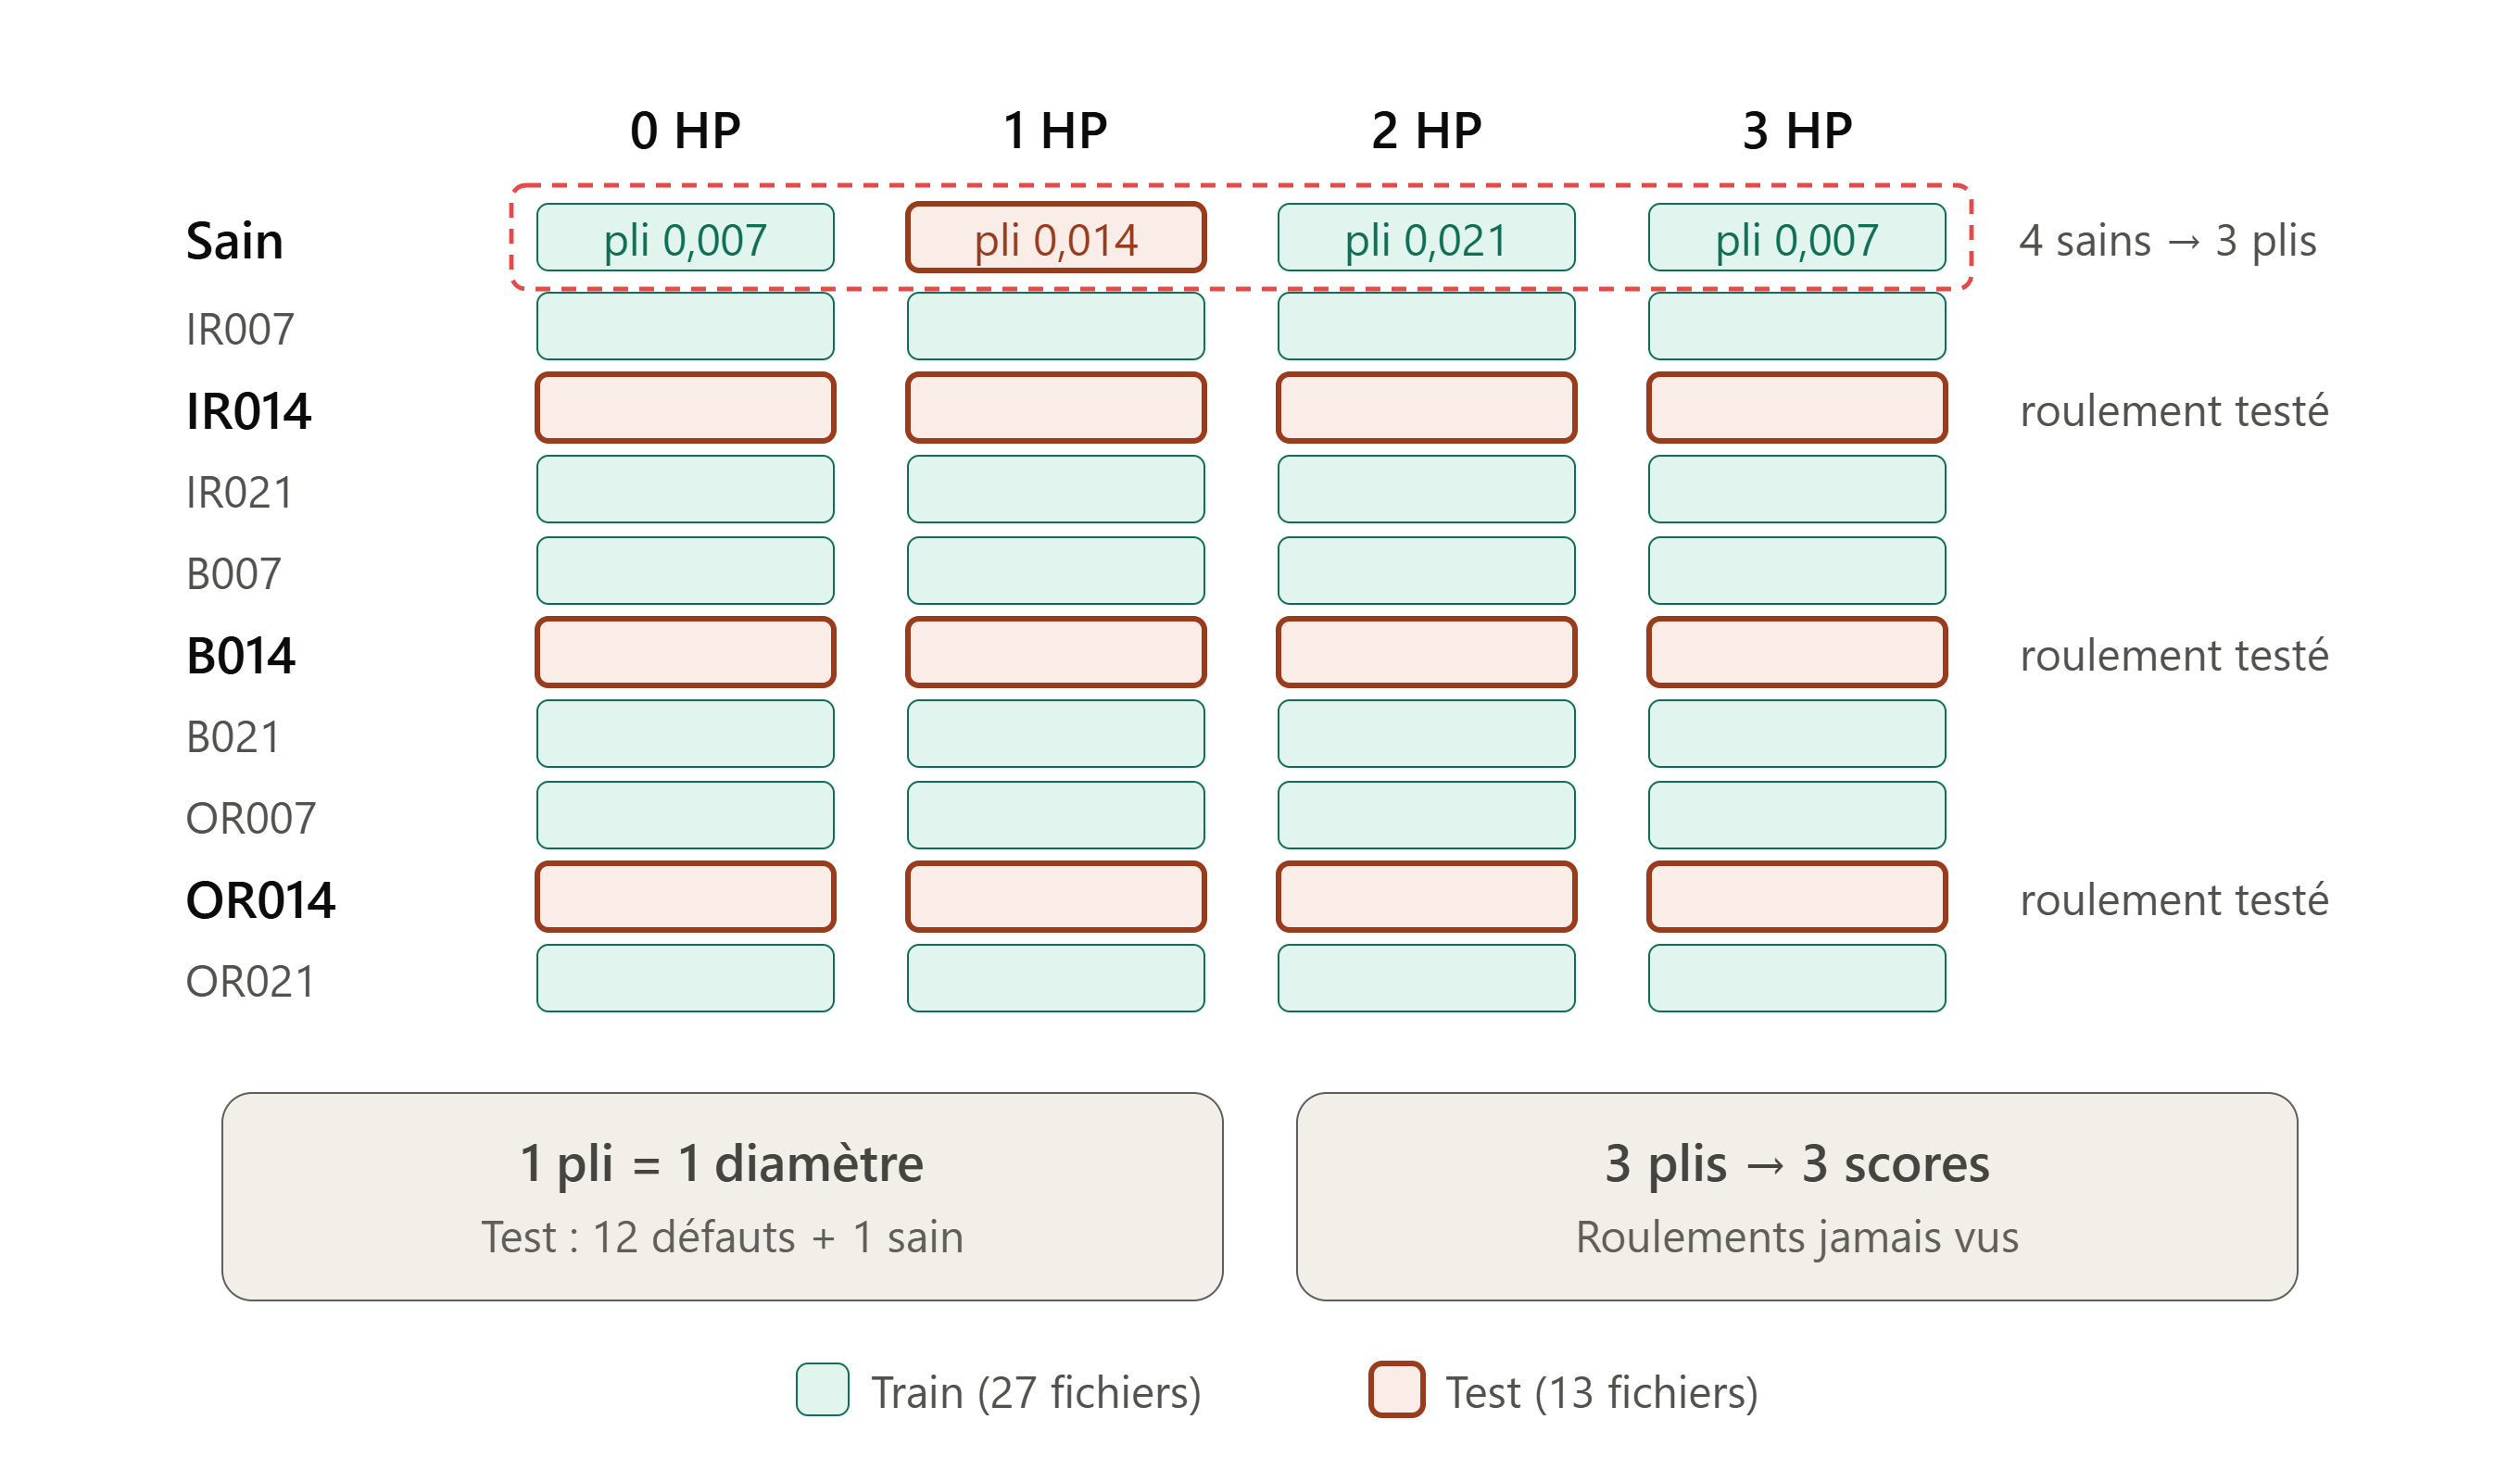 0 HP 1 HP 2 HP 3 HP
Sain pli 0,007 pli 0,014 pli 0,021 pli 0,007 4 sains → 3 plis
IR007
IR014 roulement testé
IR021
B007
B014 roulement testé
B021
OR007
OR014 roulement testé
OR021
1 pli = 1 diamètre
Test : 12 défauts + 1 sain
3 plis → 3 scores
Roulements jamais vus
Train (27 fichiers) Test (13 fichiers)